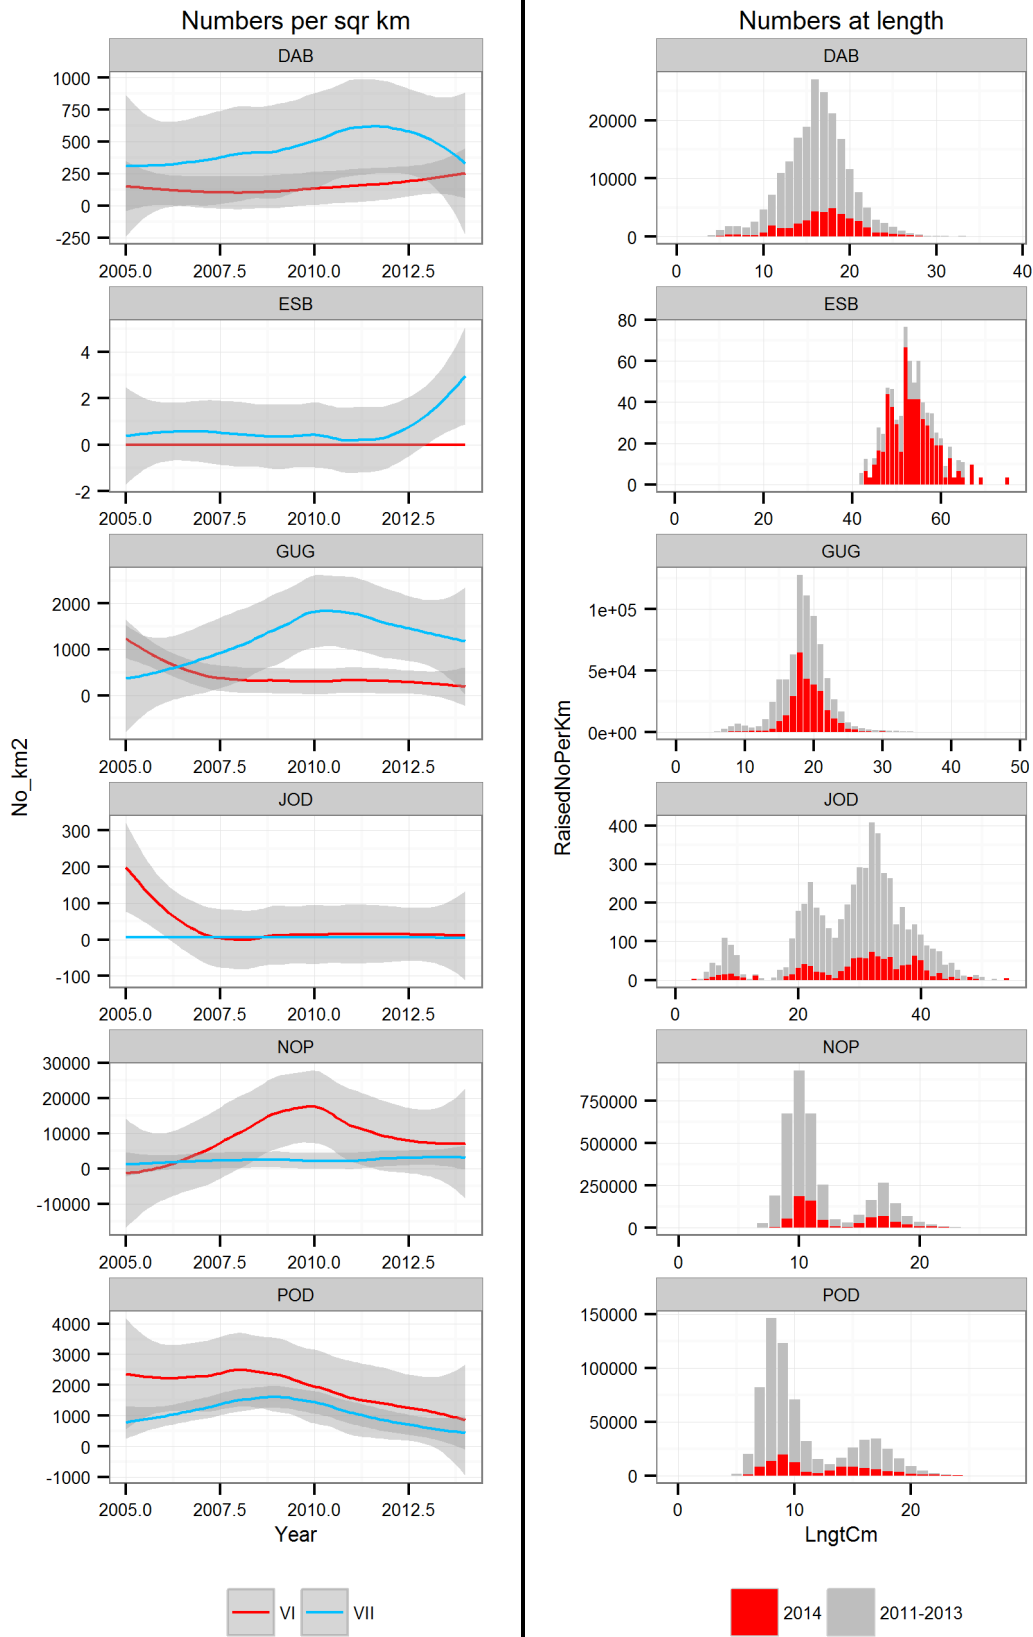 Numbers per sqr km
DAB
1000
750
500
250
0
-250
2005.0 2007.5 2010.0 2012.5
ESB
4
2
0
-2
2005.0 2007.5 2010.0 2012.5
GUG
2000
1000
0
2005.0 2007.5 2010.0 2012.5
JOD
300
200
100
0
-100
2005.0 2007.5 2010.0 2012.5
NOP
30000
20000
10000
0
-10000
2005.0 2007.5 2010.0 2012.5
POD
4000
3000
2000
1000
0
-1000
2005.0 2007.5 2010.0 2012.5
Year
No_km2
VI VII
Numbers at length
DAB
20000
10000
0
0 10 20 30 40
ESB
80
60
40
20
0
0 20 40 60
GUG
1e+05
5e+04
0e+00
0 10 20 30 40 50
JOD
400
300
200
100
0
0 20 40
NOP
750000
500000
250000
0
0 10 20
POD
150000
100000
50000
0
0 10 20
LngtCm
RaisedNoPerKm
2014 2011-2013